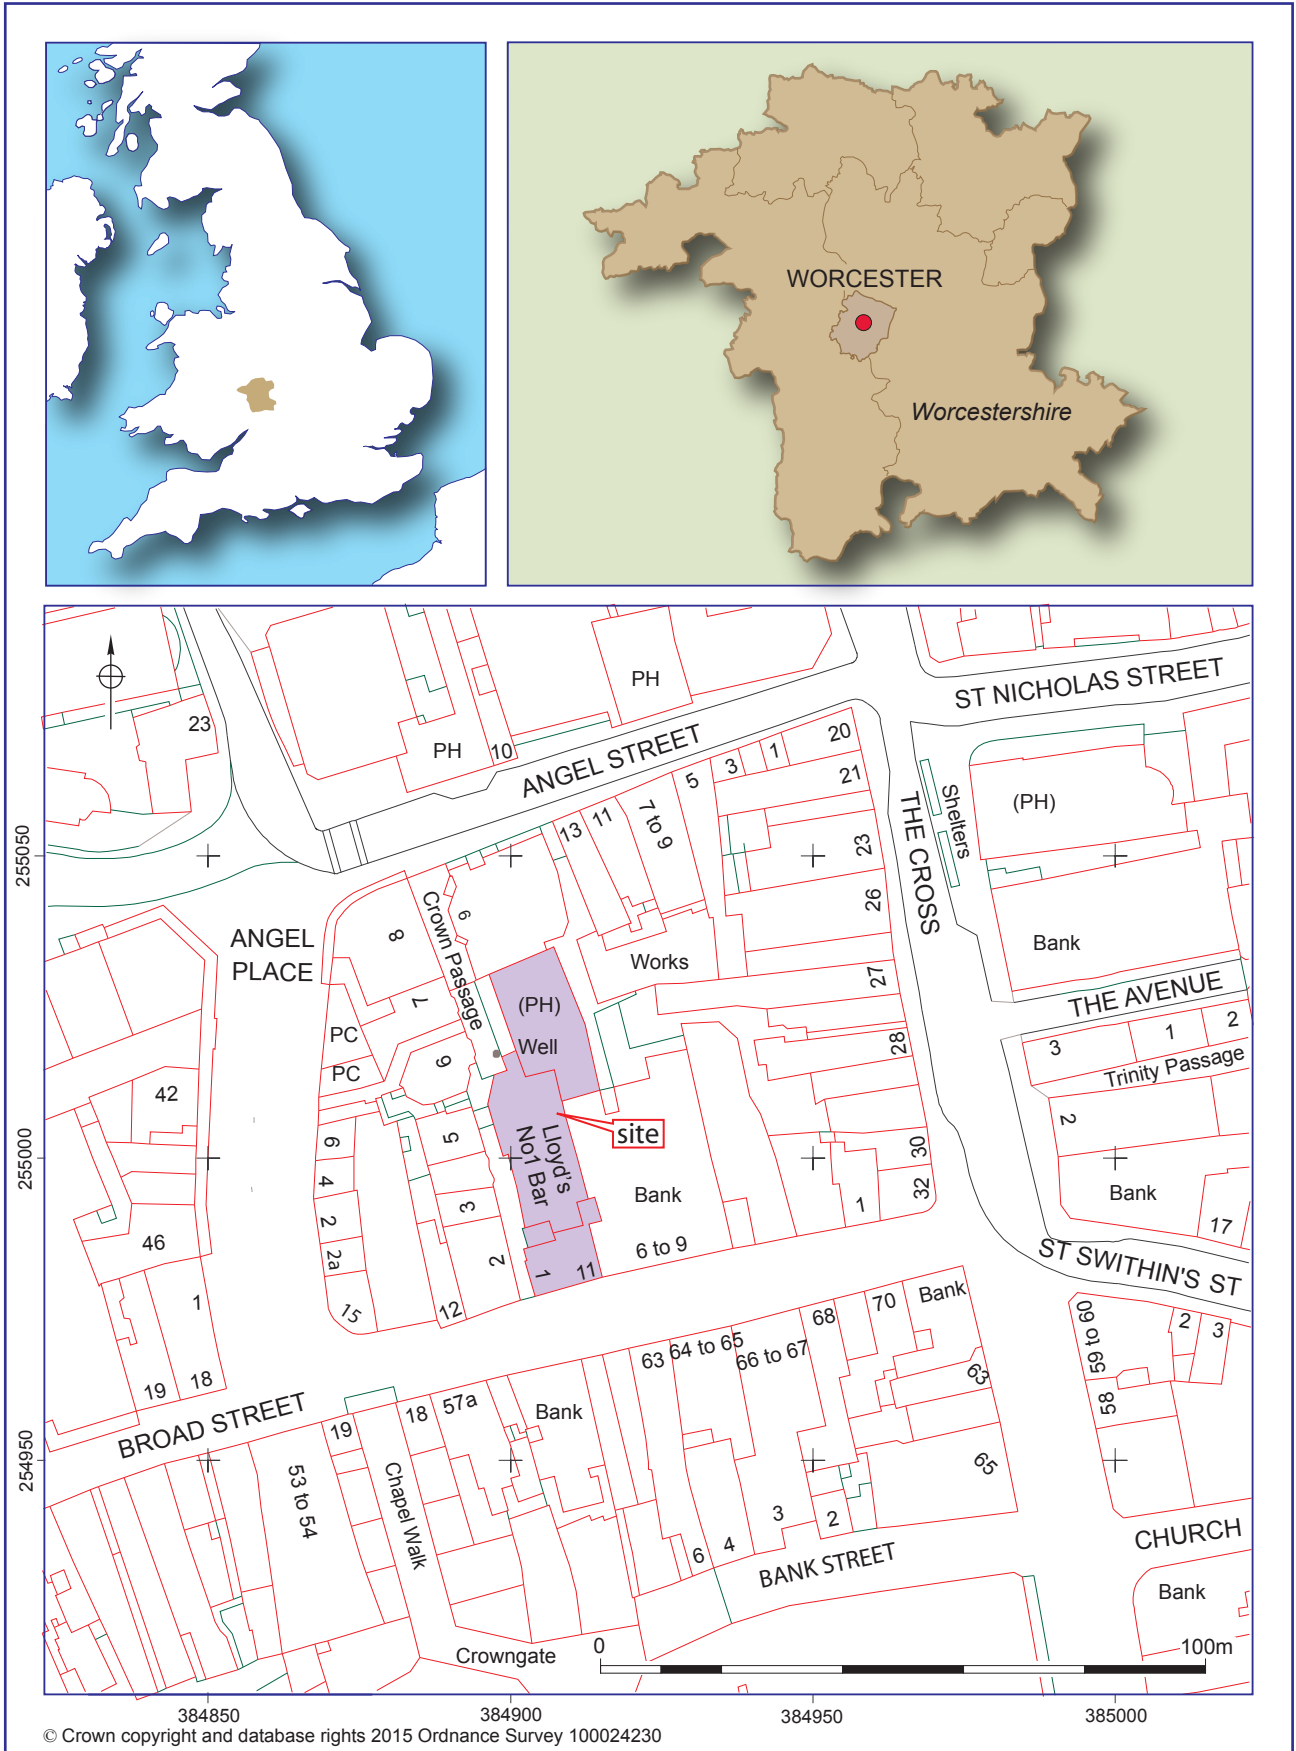 WORCESTER
Worcestershire
PH
ST NICHOLAS STREET
23
PH
10
ANGEL STREET
20
1
3
5
21
(PH)
Shelters
THE CROSS
13
11
7 to 9
23
255050
26
Crown Passage
9
8
ANGEL
PLACE
Works
Bank
27
THE AVENUE
7
(PH)
PC
Well
28
3
1
2
Trinity Passage
PC
6
42
2
site
6
5
Lloyd's
No1 Bar
30
255000
4
3
Bank
32
Bank
1
17
2
46
2a
2
6 to 9
ST SWITHIN'S ST
1
11
1
15
12
68
70
Bank
59 to 60
2
3
63
64 to 65
66 to 67
63
58
19
18
BROAD STREET
19
18
57a
Bank
254950
53 to 54
Chapel Walk
65
3
2
4
6
BANK STREET
CHURCH
Bank
Crowngate
0
100m
384850
384900
384950
385000
© Crown copyright and database rights 2015 Ordnance Survey 100024230